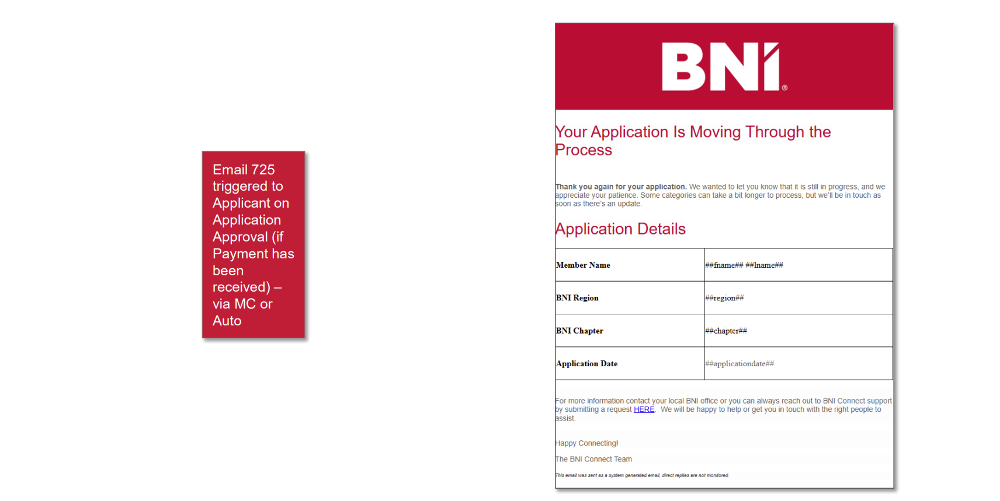 Email 725
triggered to
Applicant on
Application
Approval (if
Payment has
been
received) –
via MC or
Auto
BNI®
Your Application Is Moving Through the
Process
Thank you again for your application. We wanted to let you know that it is still in progress, and we
appreciate your patience. Some categories can take a bit longer to process, but we'll be in touch as
soon as there's an update.
Application Details
Member Name ##fname## ##lname##
BNI Region ##region##
BNI Chapter ##chapter##
Application Date ##applicationdate##
For more information contact your local BNI office or you can always reach out to BNI Connect support
by submitting a request HERE. We will be happy to help or get you in touch with the right people to
assist.
Happy Connecting!
The BNI Connect Team
This email was sent as a system generated email, direct replies are not monitored.